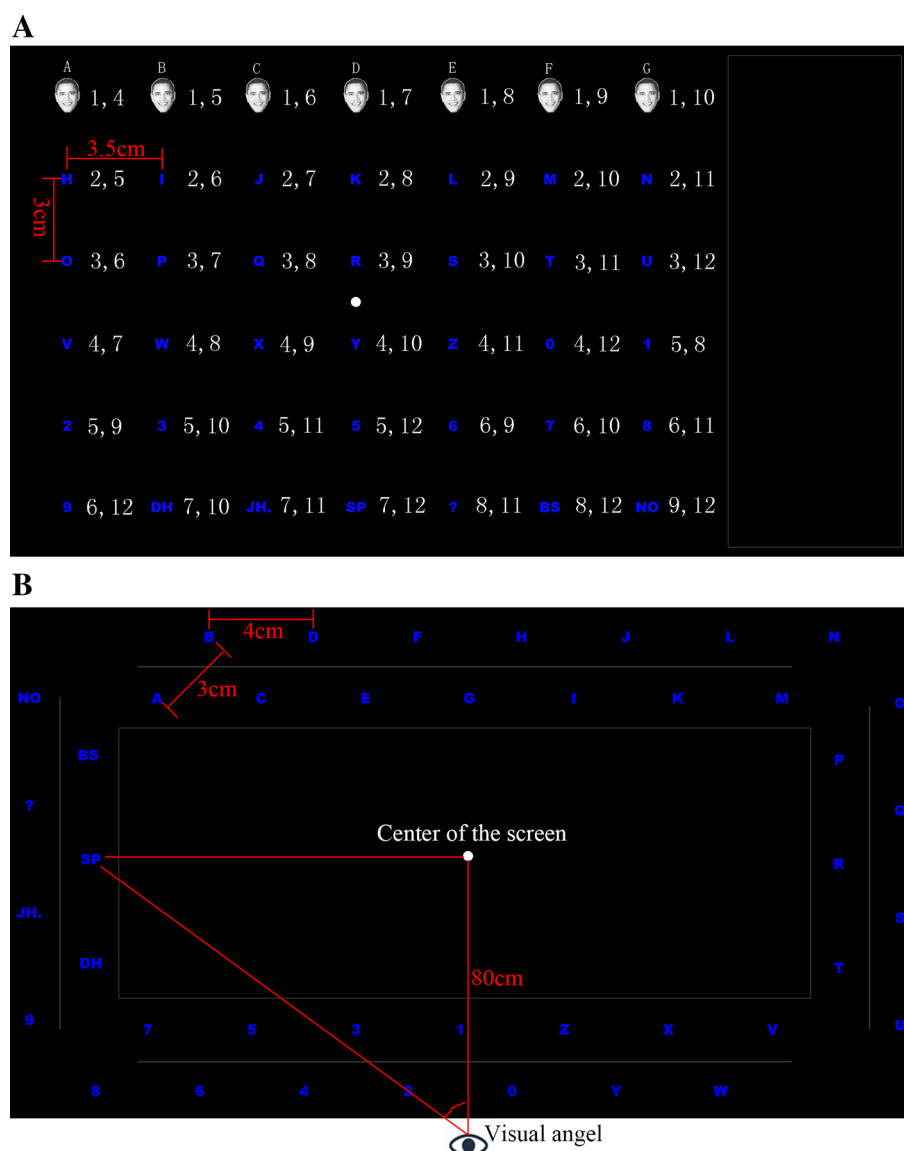 A
A B C D E F G
1, 4 1, 5 1, 6 1, 7 1, 8 1, 9 1, 10
3.5cm
H 2, 5 I 2, 6 J 2, 7 K 2, 8 L 2, 9 M 2, 10 N 2, 11
3cm
O 3, 6 P 3, 7 Q 3, 8 R 3, 9 S 3, 10 T 3, 11 U 3, 12
V 4, 7 W 4, 8 X 4, 9 Y 4, 10 Z 4, 11 0 4, 12 1 5, 8
2 5, 9 3 5, 10 4 5, 11 5 5, 12 6 6, 9 7 6, 10 8 6, 11
9 6, 12 DH 7, 10 JH. 7, 11 SP 7, 12 ? 8, 11 BS 8, 12 NO 9, 12
B
B 4cm D F H J L N
3cm
NO A C E G I K M O
BS P
? Q
Center of the screen
SP R
JH. S
DH T
80cm
9 7 5 3 1 Z X V U
8 6 4 2 0 Y W
Visual angel